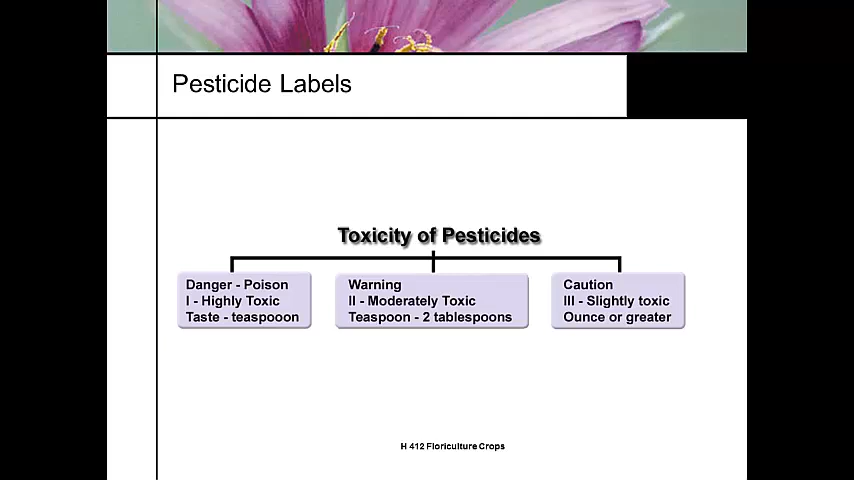 Pesticide Labels
Toxicity of Pesticides
Danger - Poison
I - Highly Toxic
Taste - teaspooon
Warning
II - Moderately Toxic
Teaspoon - 2 tablespoons
Caution
III - Slightly toxic
Ounce or greater
H 412 Floriculture Crops